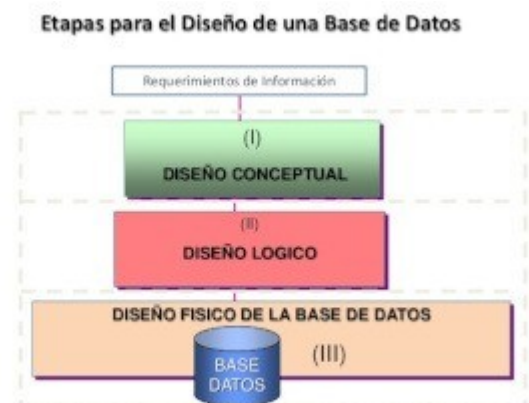 Etapas para el Diseño de una Base de Datos
Requerimientos de Información
(I)
DISEÑO CONCEPTUAL
(II)
DISEÑO LOGICO
DISEÑO FISICO DE LA BASE DE DATOS
(III)
BASE
DATOS